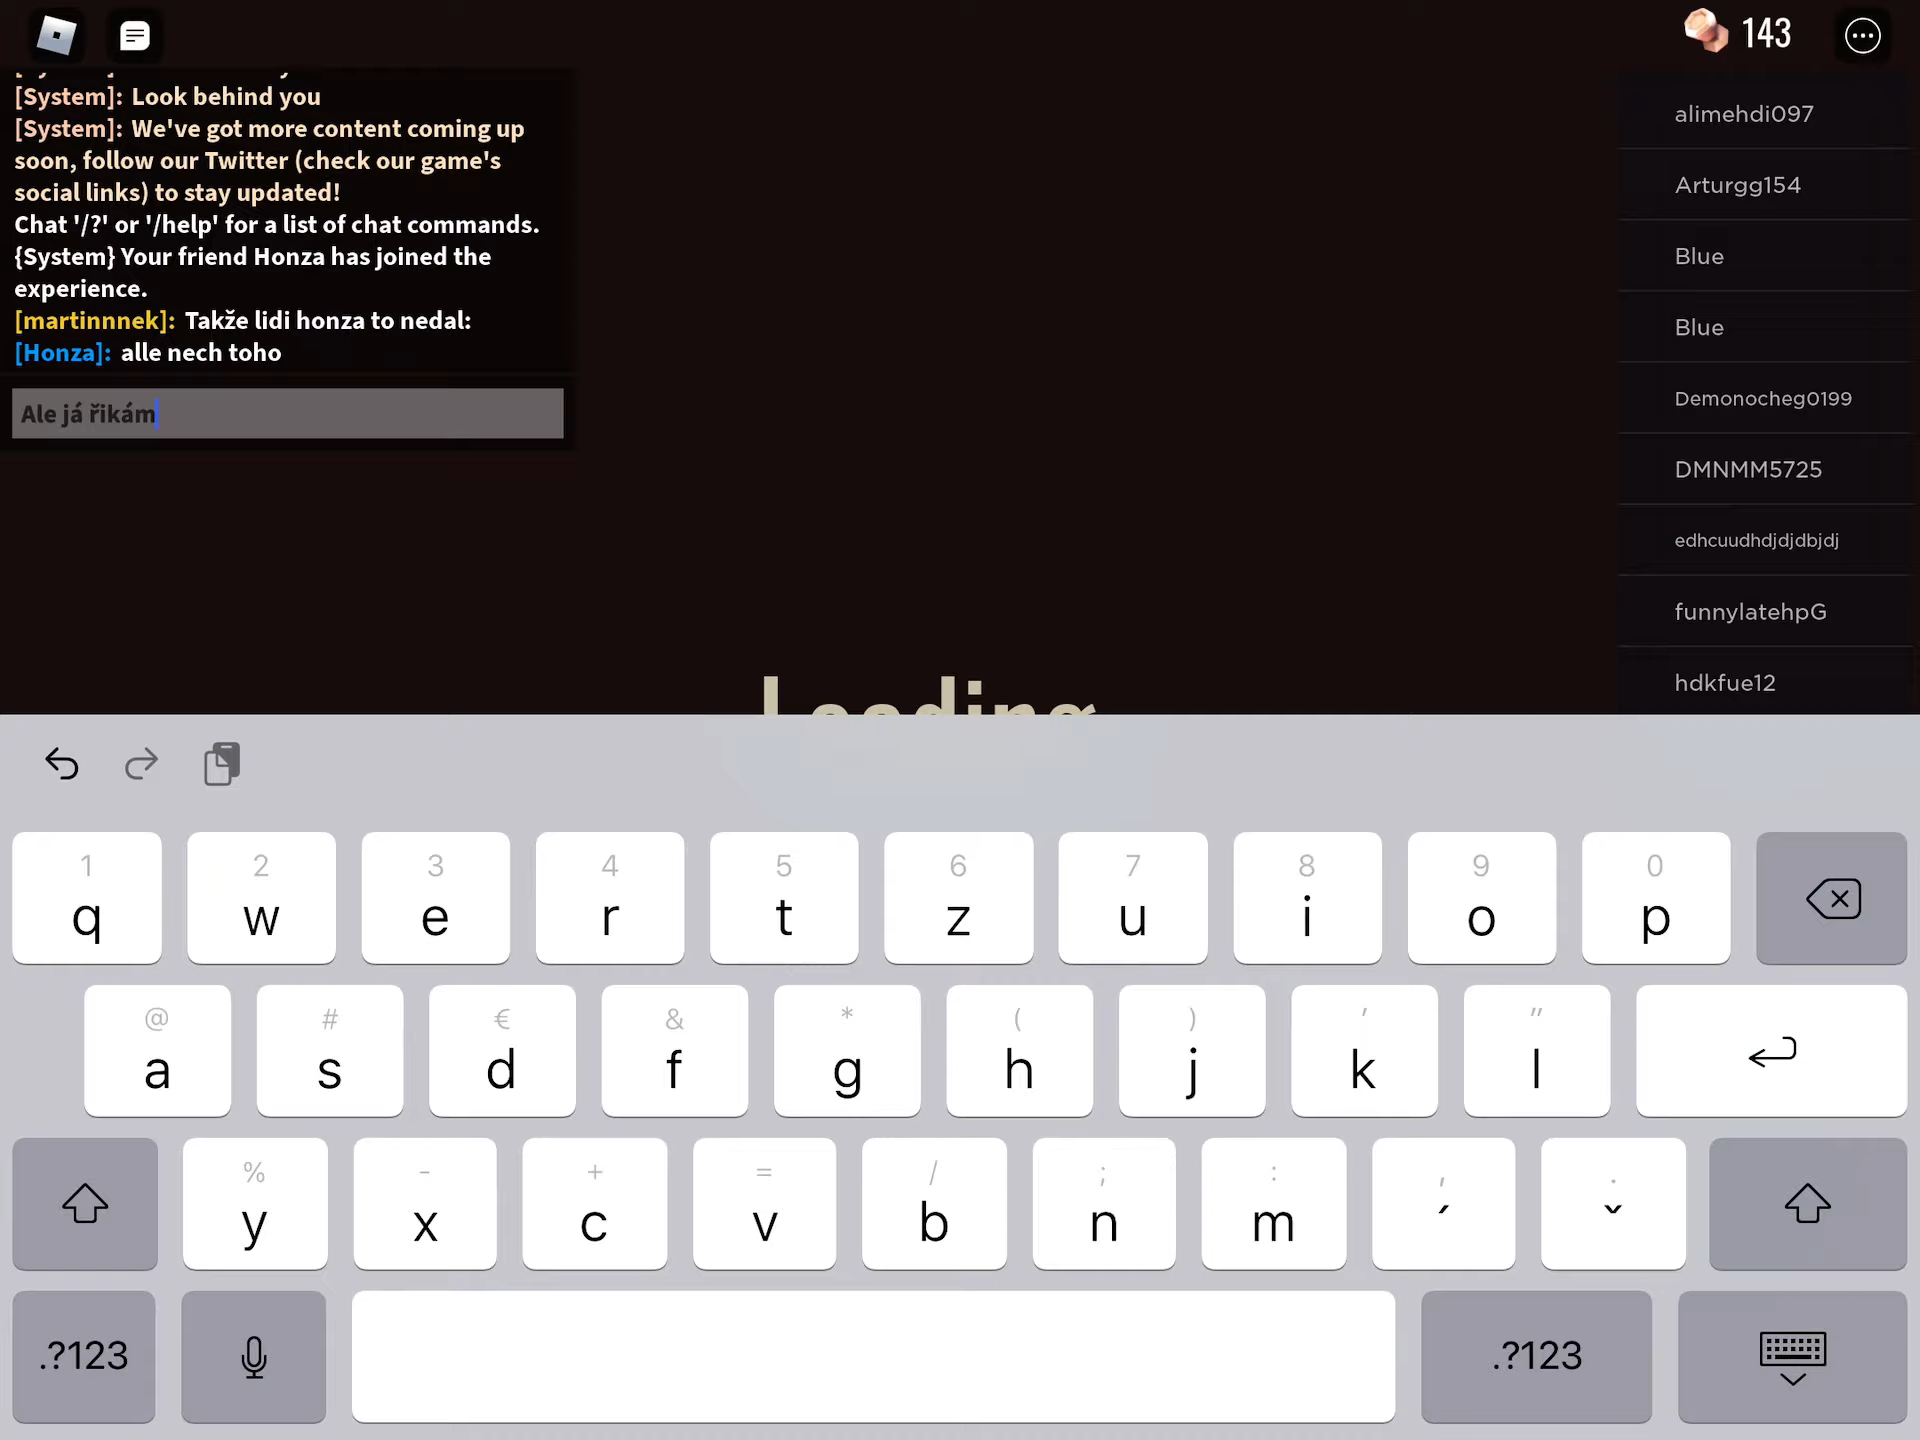 143
[System]: Look behind you
[System]: We've got more content coming up
soon, follow our Twitter (check our game's
social links) to stay updated!
Chat '/?' or '/help' for a list of chat commands.
{System} Your friend Honza has joined the
experience.
[martinnnek]: Takže lidi honza to nedal:
[Honza]: alle nech toho
Ale já řikám
alimehdi097
Arturgg154
Blue
Blue
Demonocheg0199
DMNMM5725
edhcuudhdjdjdbjdj
funnylatehpG
hdkfue12
Loading
1 2 3 4 5 6 7 8 9 0
q w e r t z u i o p
@ # € & * ( ) ' "
a s d f g h j k l
% - + = / ; : , .
y x c v b n m ´ ˇ
.?123 .?123